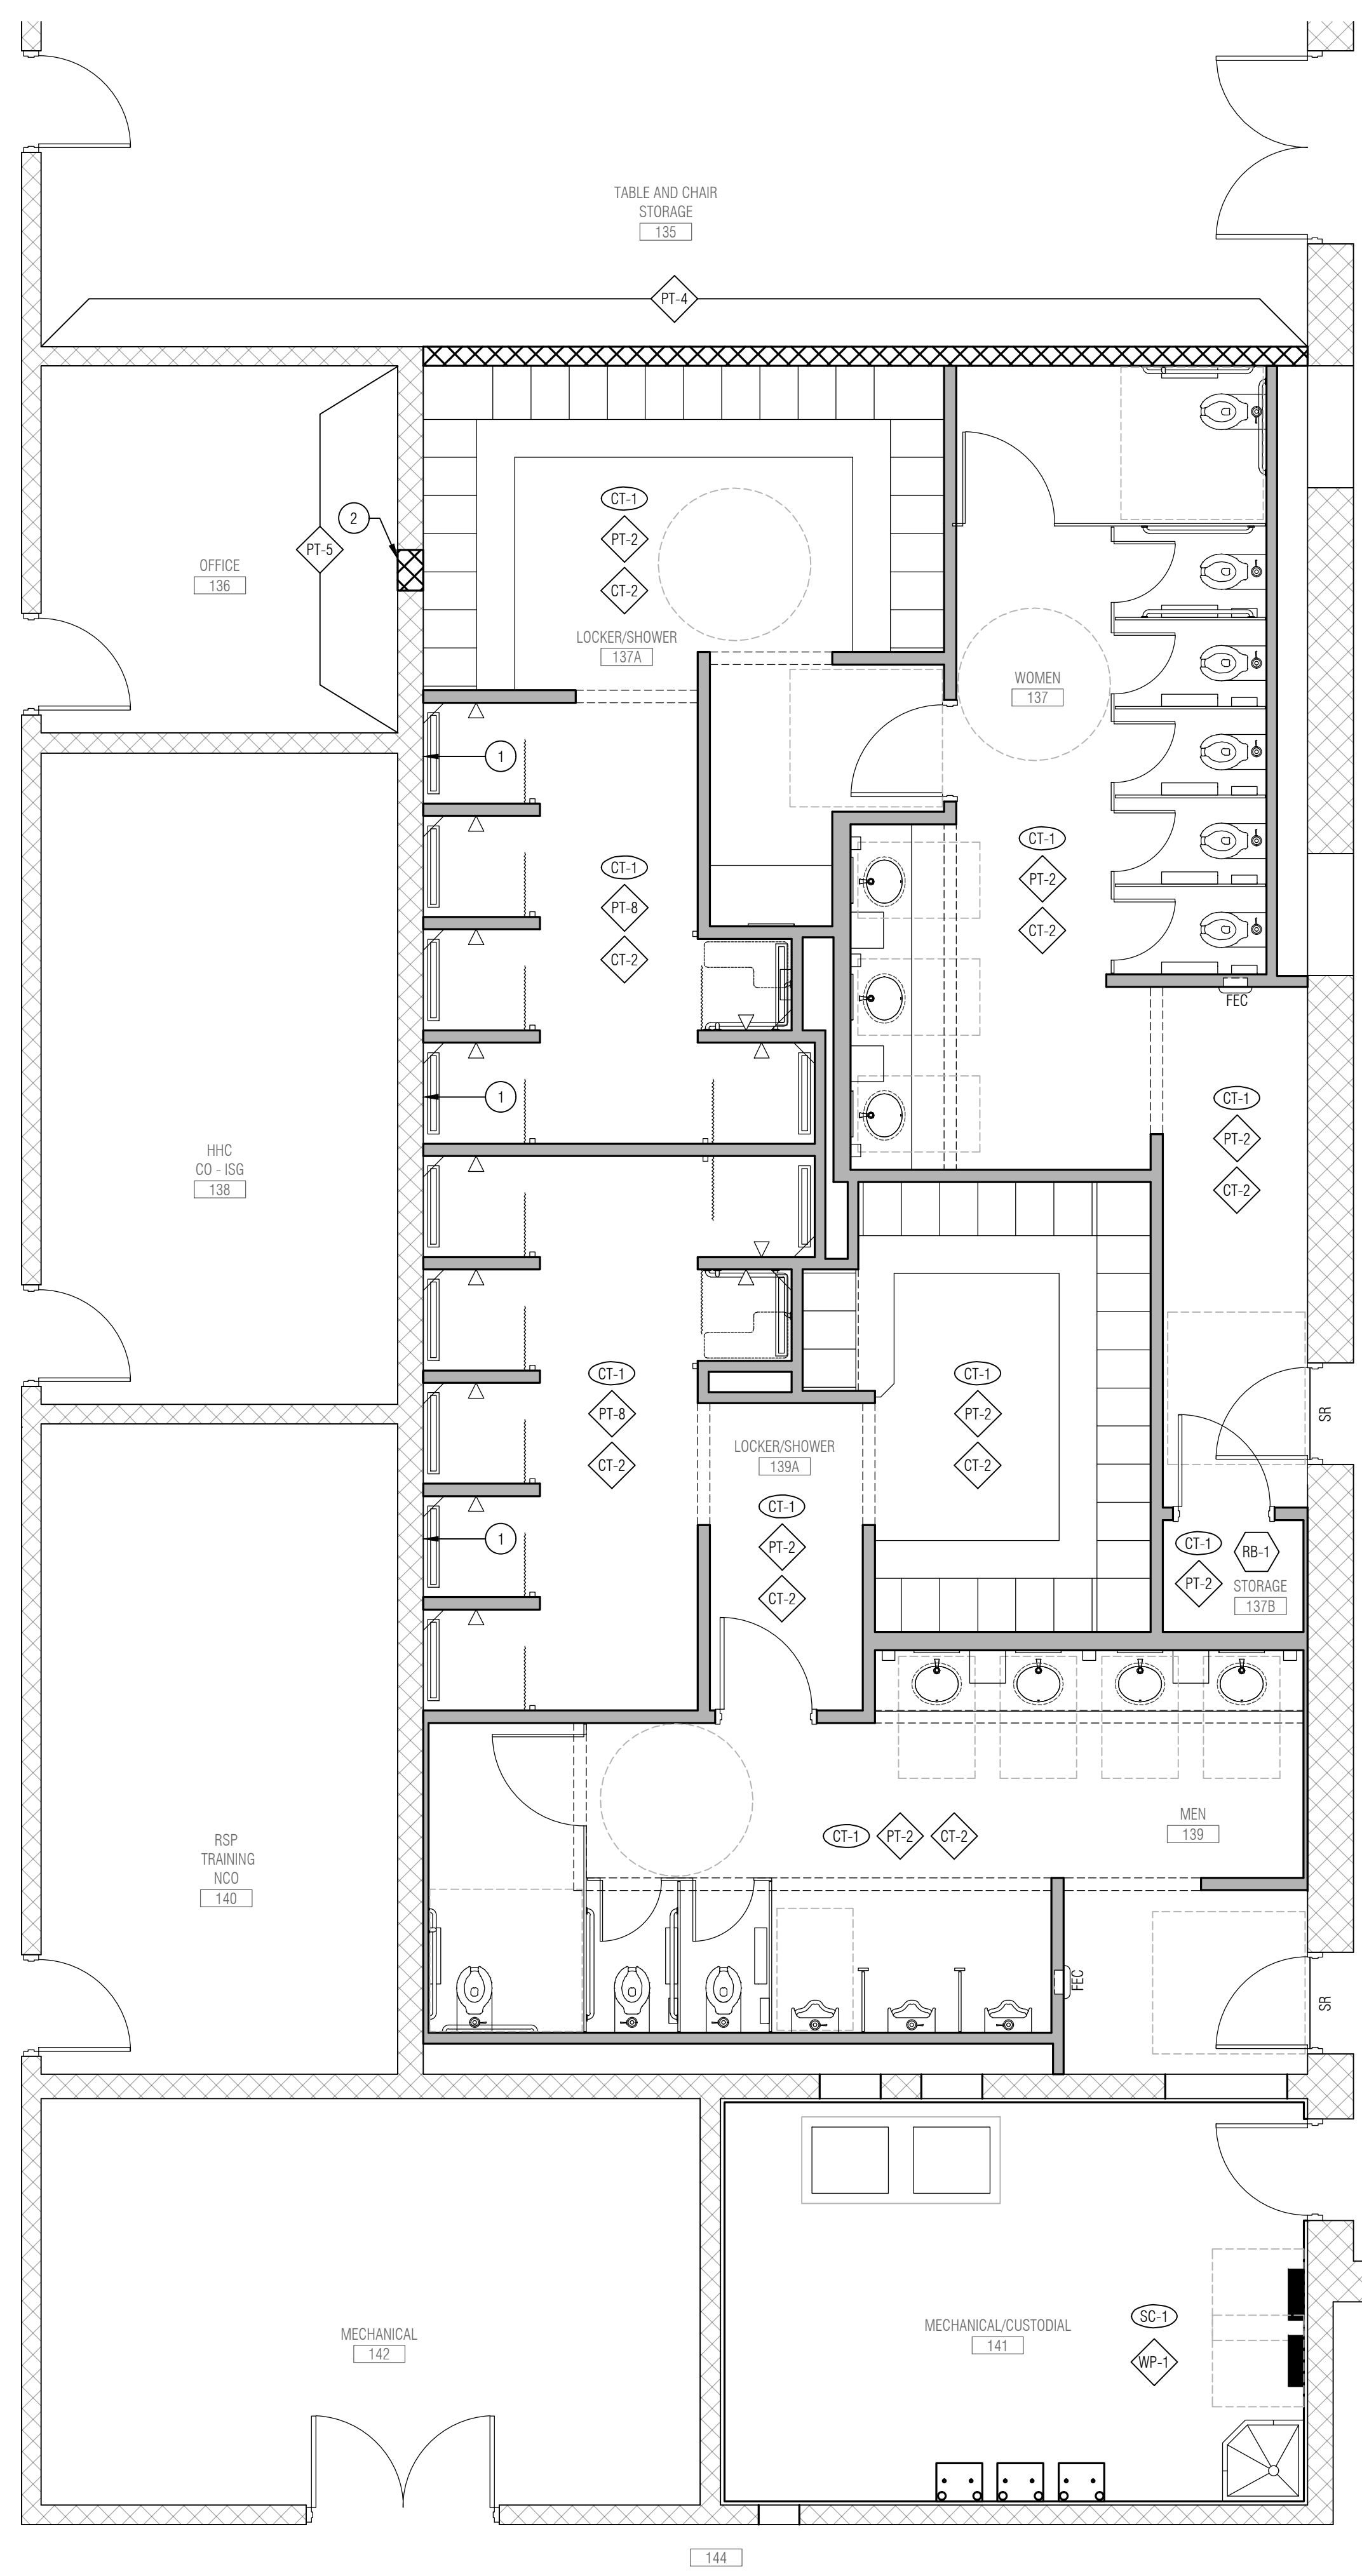 TABLE AND CHAIR
STORAGE
135
PT-4
CT-1
2
PT-2
PT-5
OFFICE
136
CT-2
LOCKER/SHOWER
137A
WOMEN
137
1
CT-1
PT-8
CT-2
CT-1
PT-2
CT-2
FEC
1
CT-1
PT-2
CT-2
HHC
CO - ISG
138
CT-1
PT-8
CT-2
CT-1
PT-2
CT-2
SR
LOCKER/SHOWER
139A
CT-1
PT-2
CT-2
1
CT-1
RB-1
PT-2
STORAGE
137B
MEN
139
CT-1 PT-2 CT-2
RSP
TRAINING
NCO
140
FEC
SR
MECHANICAL
142
MECHANICAL/CUSTODIAL
141
SC-1
WP-1
144